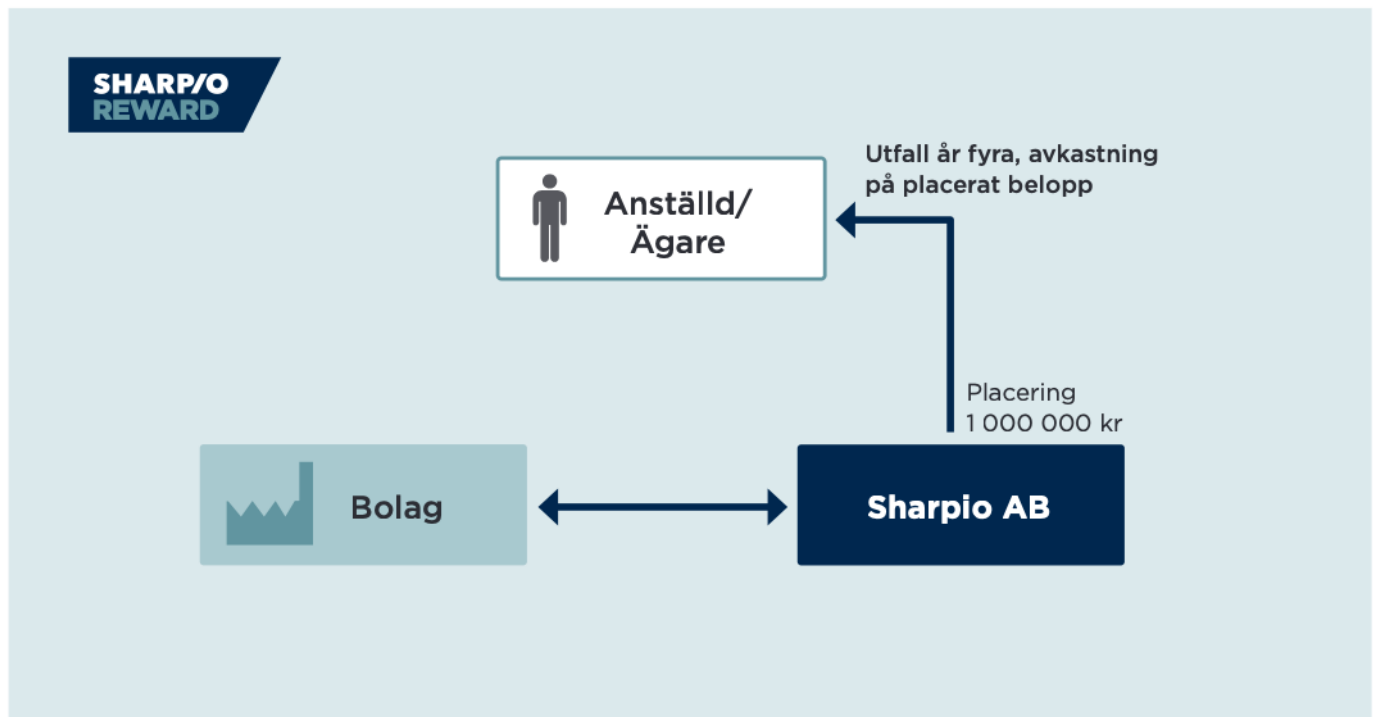 SHARP/O
REWARD
Utfall år fyra, avkastning
på placerat belopp
Anställd/
Ägare
Placering
1 000 000 kr
Bolag
Sharpio AB